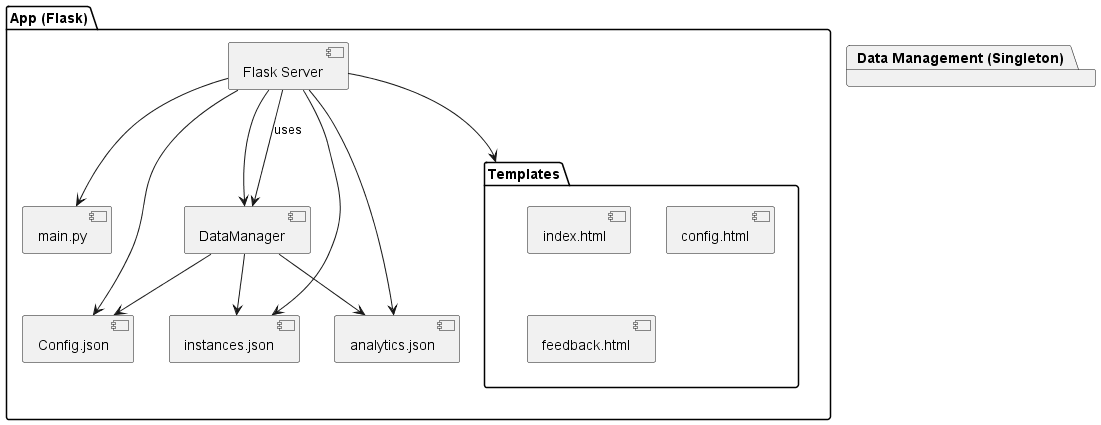 App (Flask)
Data Management (Singleton)
Flask Server
uses
Templates
main.py
DataManager
index.html
config.html
Config.json
instances.json
analytics.json
feedback.html